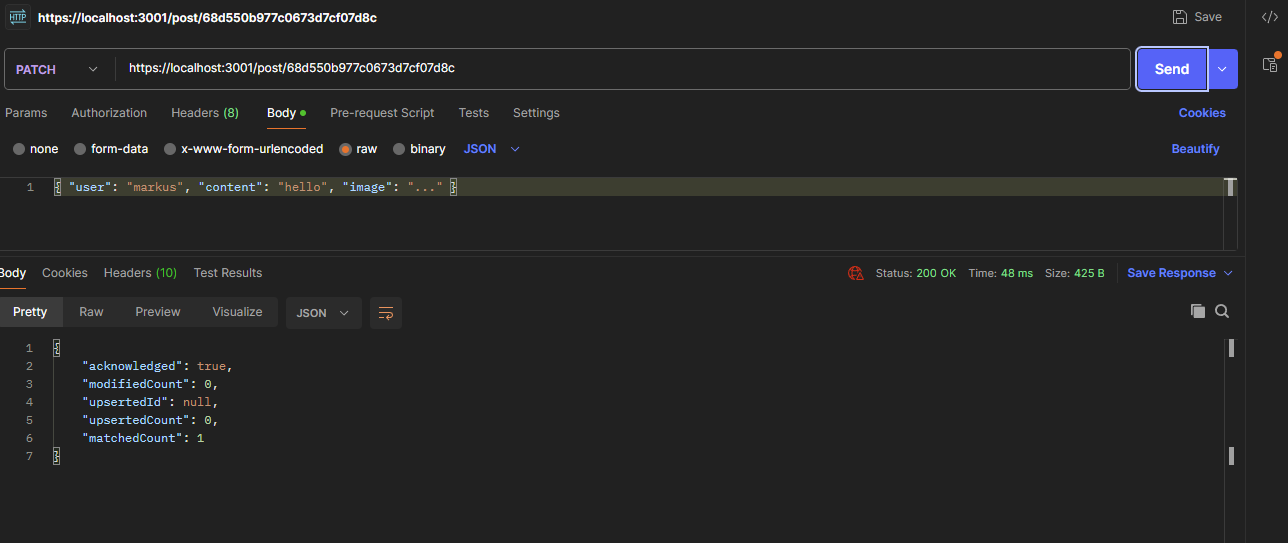 HTTP https://localhost:3001/post/68d550b977c0673d7cf07d8c Save
PATCH https://localhost:3001/post/68d550b977c0673d7cf07d8c Send
Params Authorization Headers (8) Body Pre-request Script Tests Settings Cookies
none form-data x-www-form-urlencoded raw binary JSON Beautify
1 { "user": "markus", "content": "hello", "image": "..." }
Body Cookies Headers (10) Test Results Status: 200 OK Time: 48 ms Size: 425 B Save Response
Pretty Raw Preview Visualize JSON
1 {
2 "acknowledged": true,
3 "modifiedCount": 0,
4 "upsertedId": null,
5 "upsertedCount": 0,
6 "matchedCount": 1
7 }